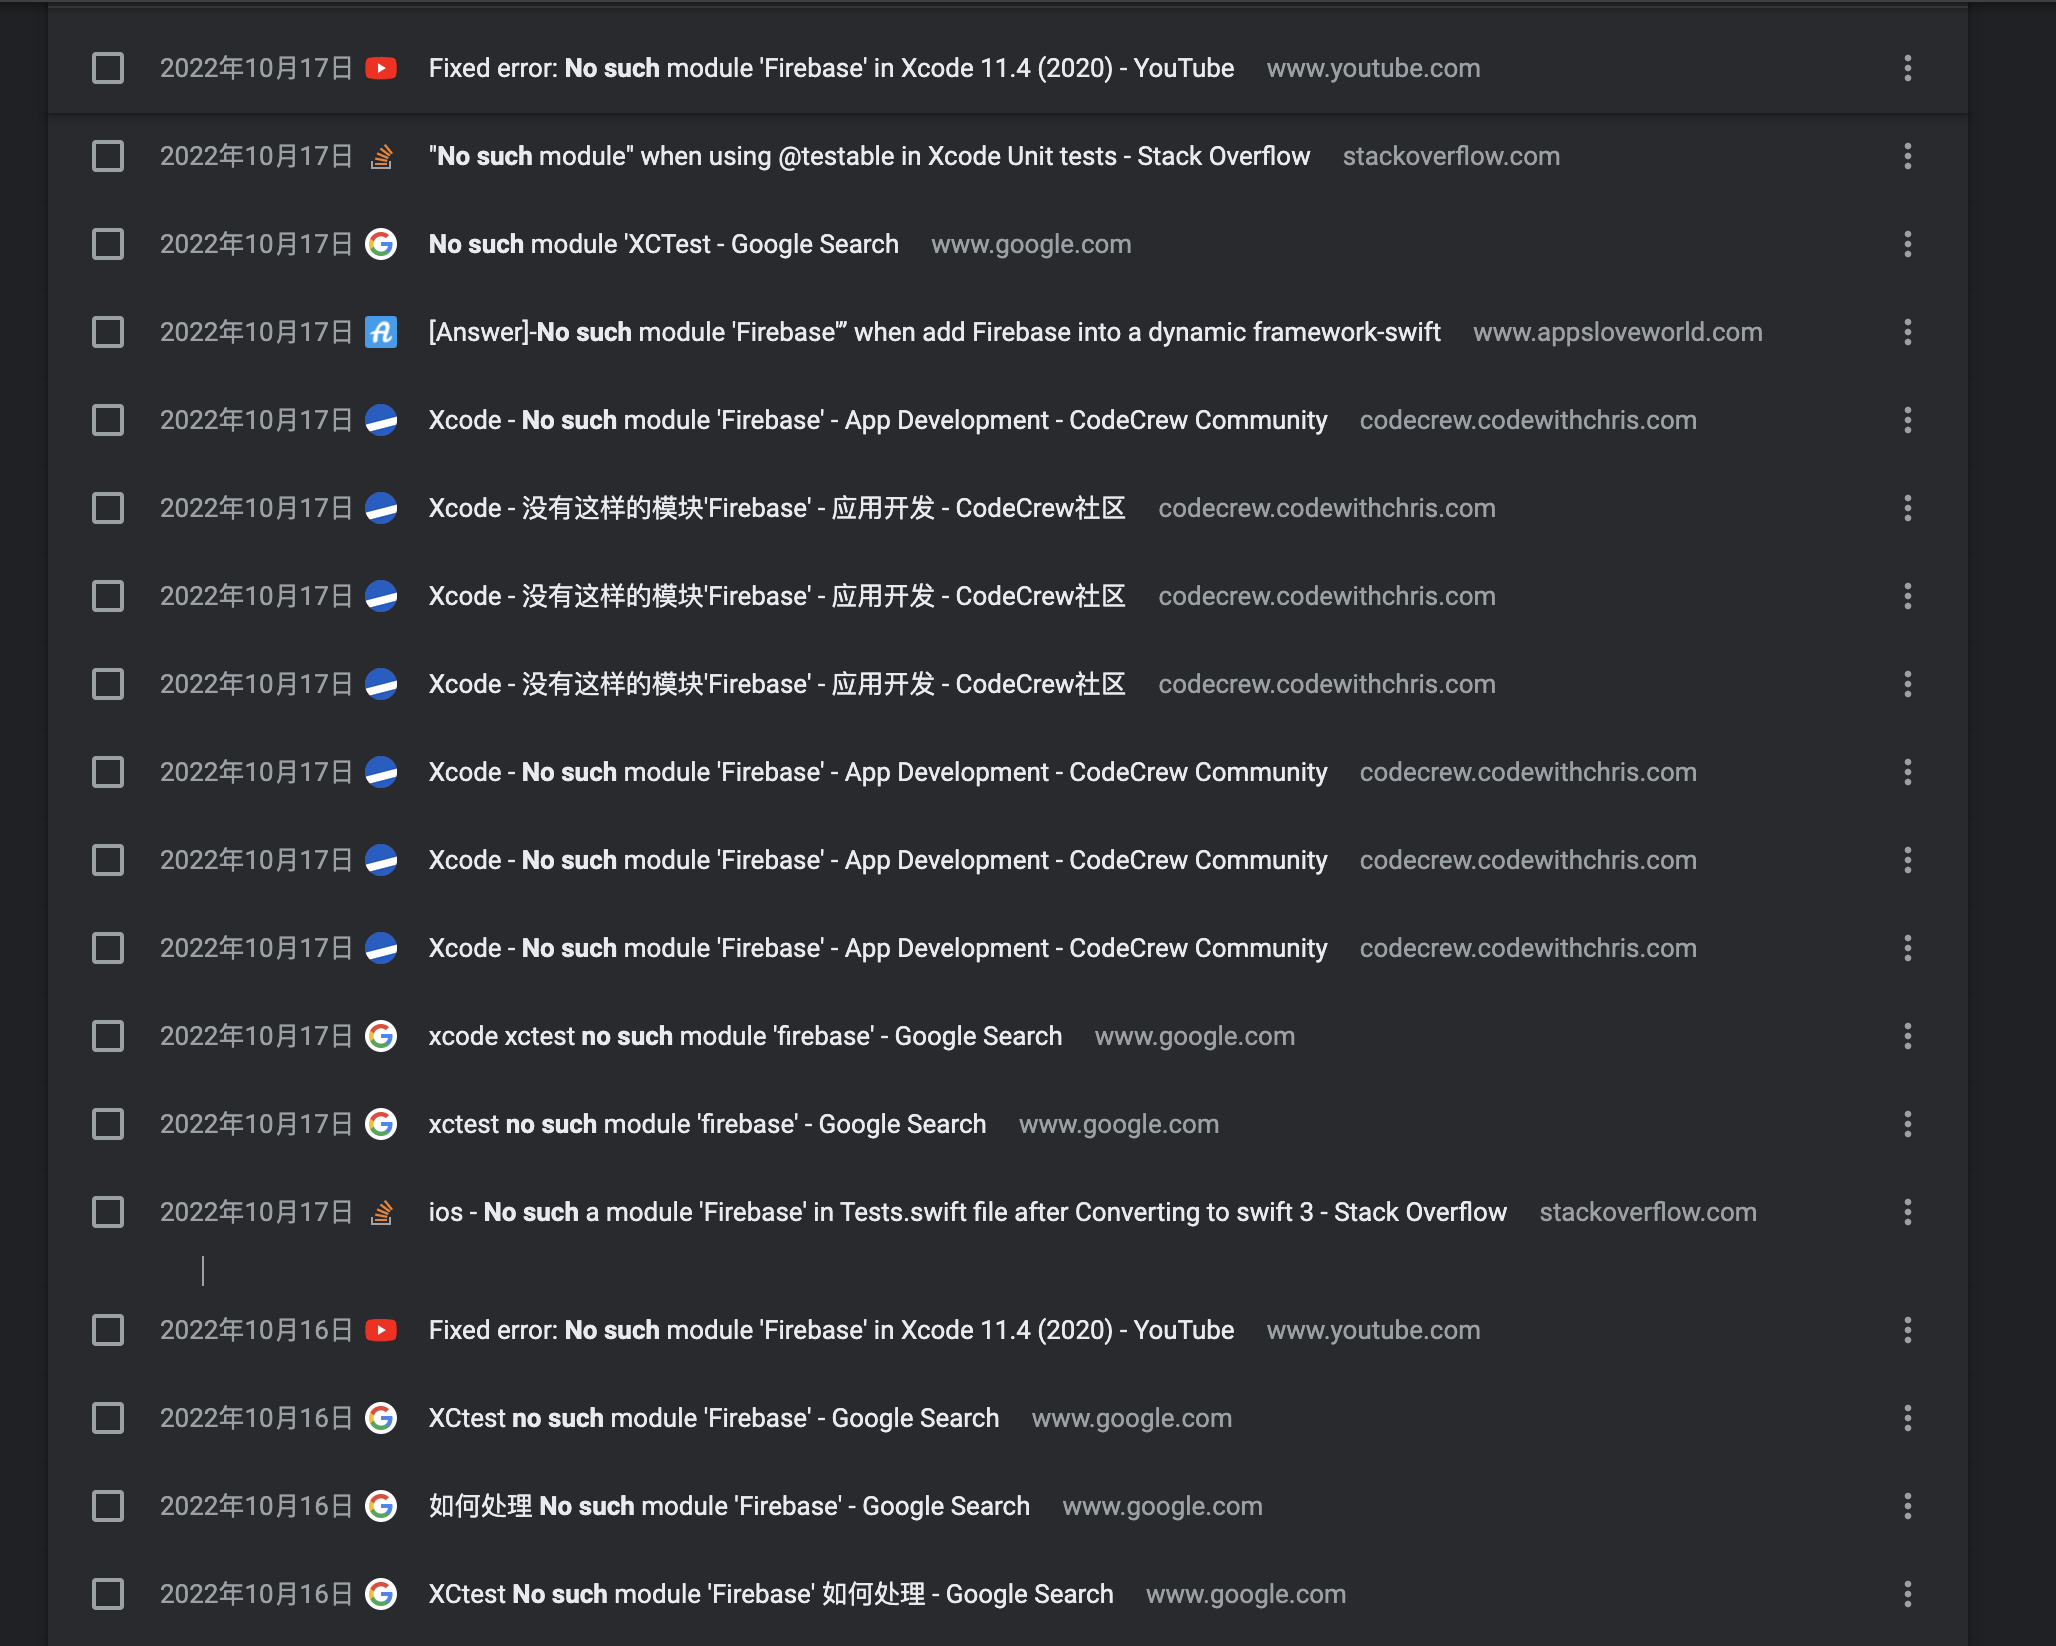 2022年10月17日 Fixed error: No such module 'Firebase' in Xcode 11.4 (2020) - YouTube www.youtube.com
2022年10月17日 "No such module" when using @testable in Xcode Unit tests - Stack Overflow stackoverflow.com
2022年10月17日 No such module 'XCTest - Google Search www.google.com
2022年10月17日 [Answer]-No such module 'Firebase'” when add Firebase into a dynamic framework-swift www.appsloveworld.com
2022年10月17日 Xcode - No such module 'Firebase' - App Development - CodeCrew Community codecrew.codewithchris.com
2022年10月17日 Xcode - 没有这样的模块'Firebase' - 应用开发 - CodeCrew社区 codecrew.codewithchris.com
2022年10月17日 Xcode - 没有这样的模块'Firebase' - 应用开发 - CodeCrew社区 codecrew.codewithchris.com
2022年10月17日 Xcode - 没有这样的模块'Firebase' - 应用开发 - CodeCrew社区 codecrew.codewithchris.com
2022年10月17日 Xcode - No such module 'Firebase' - App Development - CodeCrew Community codecrew.codewithchris.com
2022年10月17日 Xcode - No such module 'Firebase' - App Development - CodeCrew Community codecrew.codewithchris.com
2022年10月17日 Xcode - No such module 'Firebase' - App Development - CodeCrew Community codecrew.codewithchris.com
2022年10月17日 xcode xctest no such module 'firebase' - Google Search www.google.com
2022年10月17日 xctest no such module 'firebase' - Google Search www.google.com
2022年10月17日 ios - No such a module 'Firebase' in Tests.swift file after Converting to swift 3 - Stack Overflow stackoverflow.com
2022年10月16日 Fixed error: No such module 'Firebase' in Xcode 11.4 (2020) - YouTube www.youtube.com
2022年10月16日 XCtest no such module 'Firebase' - Google Search www.google.com
2022年10月16日 如何处理 No such module 'Firebase' - Google Search www.google.com
2022年10月16日 XCtest No such module 'Firebase' 如何处理 - Google Search www.google.com